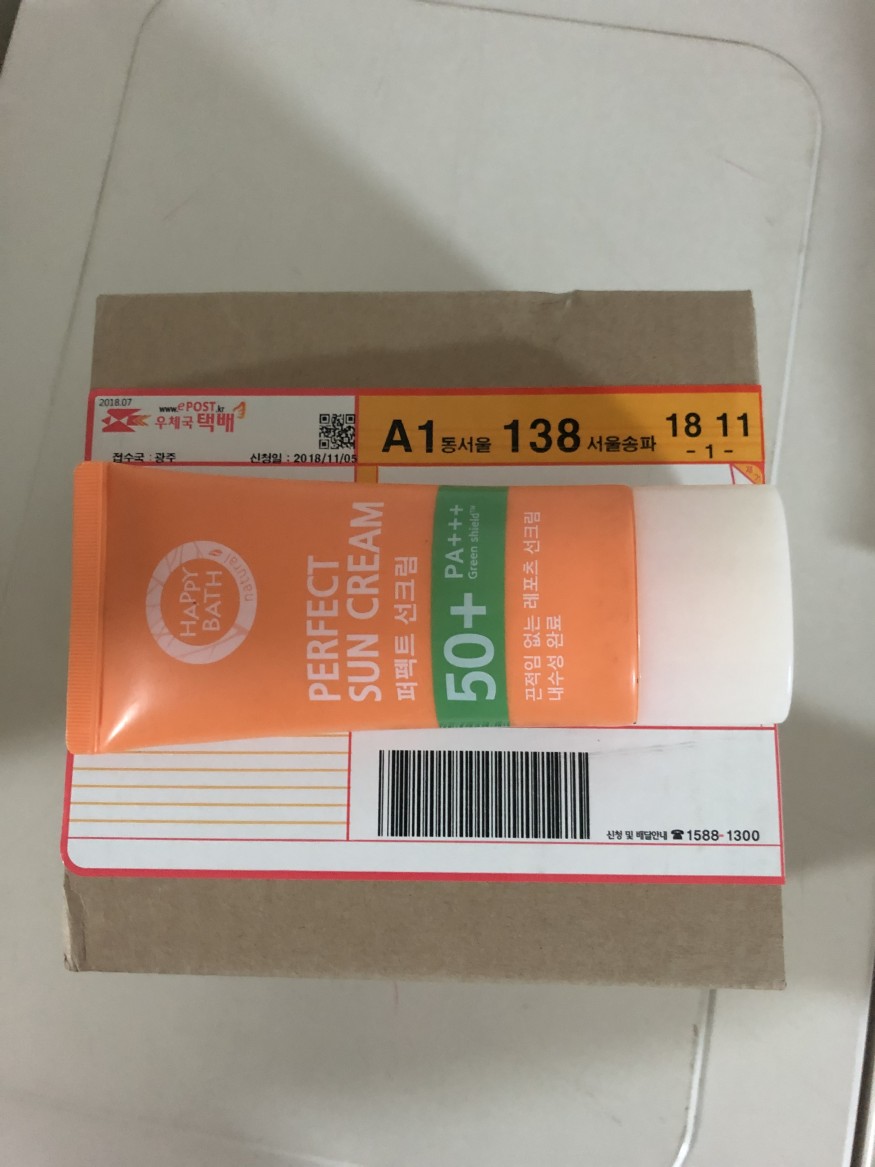 2018.07
www.ePOST.kr
우체국 택배
접수국 : 광주
신청일 : 2018/11/05
A1 동서울 138 서울송파
18 11
- 1 -
HAPPY
BATH
natural
PERFECT
SUN CREAM
퍼펙트 선크림
50+ PA+++
Green shield™
끈적임 없는 레포츠 선크림
내수성 완료
신청 및 배달안내 ☎ 1588-1300